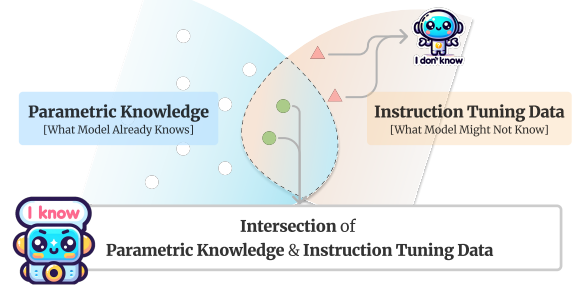 I don't know
Parametric Knowledge
[What Model Already Knows]
Instruction Tuning Data
[What Model Might Not Know]
I know
Intersection of
Parametric Knowledge & Instruction Tuning Data